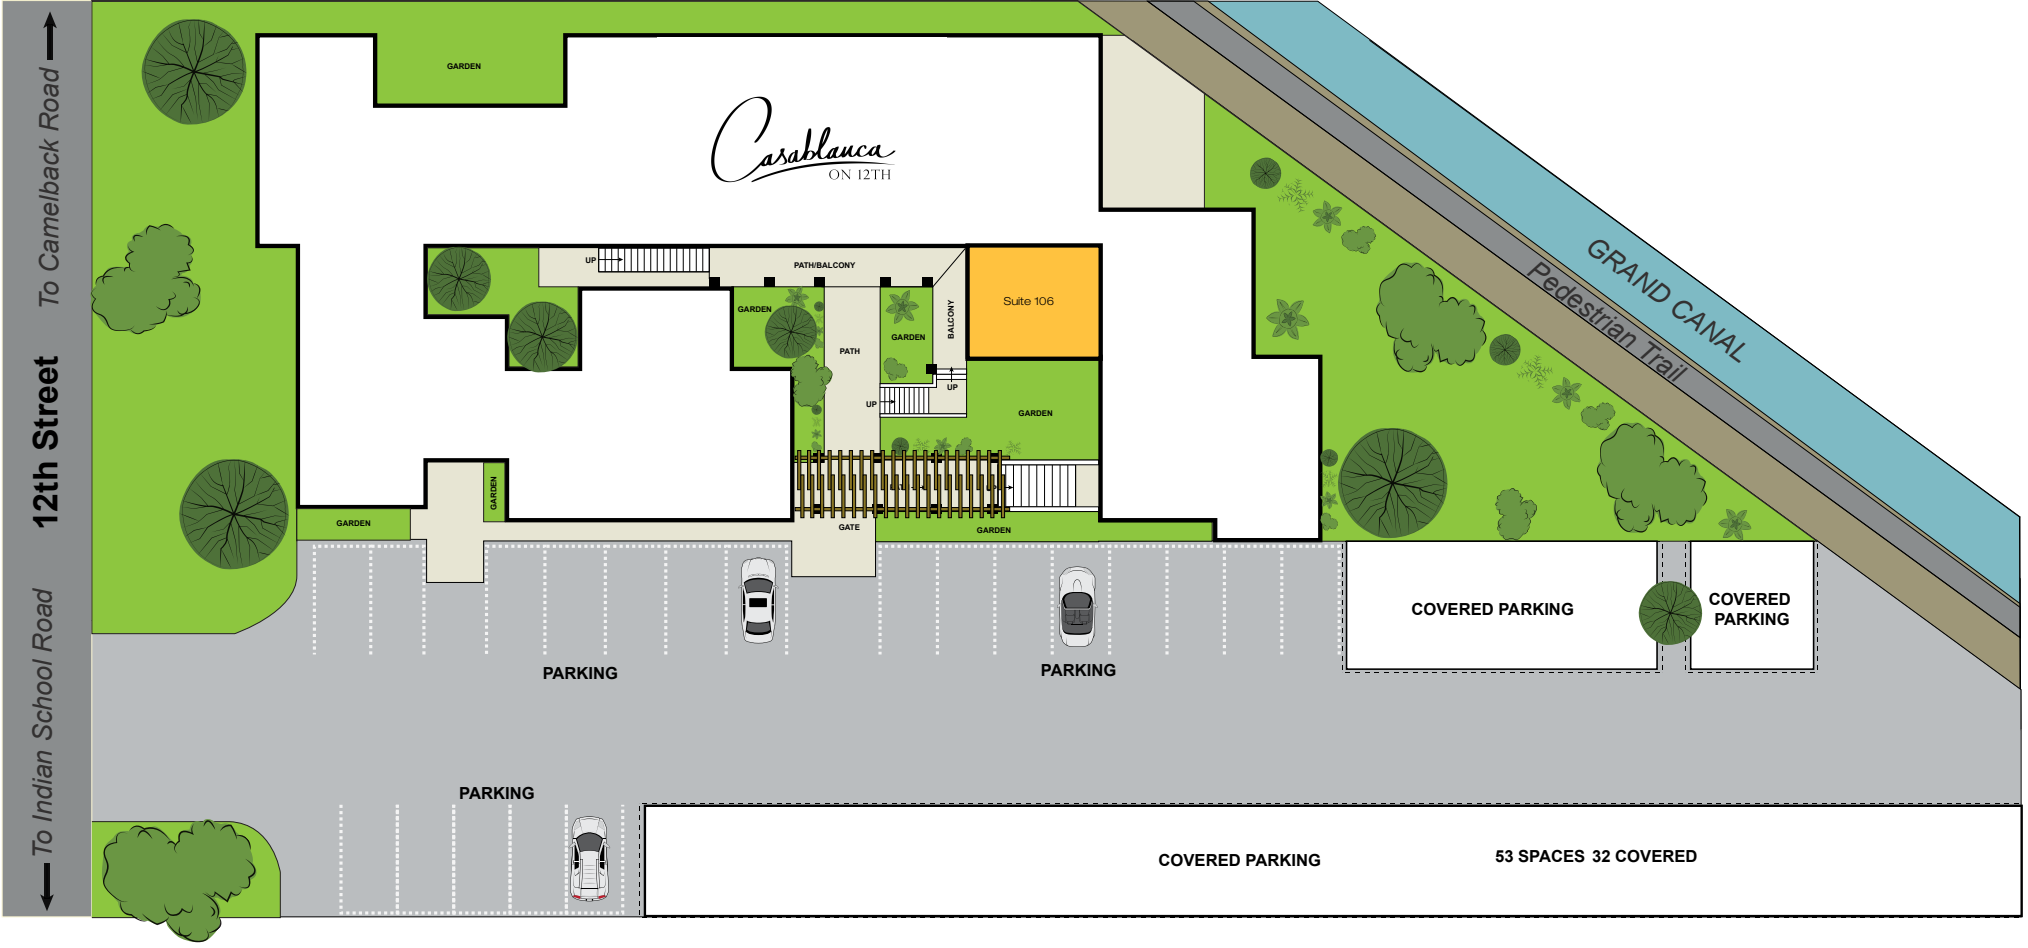 To Camelback Road
12th Street
To Indian School Road
GARDEN
Casablanca
ON 12TH
UP
PATH/BALCONY
GARDEN
GARDEN
BALCONY
Suite 106
PATH
UP
UP
GARDEN
GARDEN
GARDEN
GATE
GARDEN
GRAND CANAL
Pedestrian Trail
PARKING
PARKING
COVERED PARKING
COVERED
PARKING
PARKING
COVERED PARKING
53 SPACES 32 COVERED